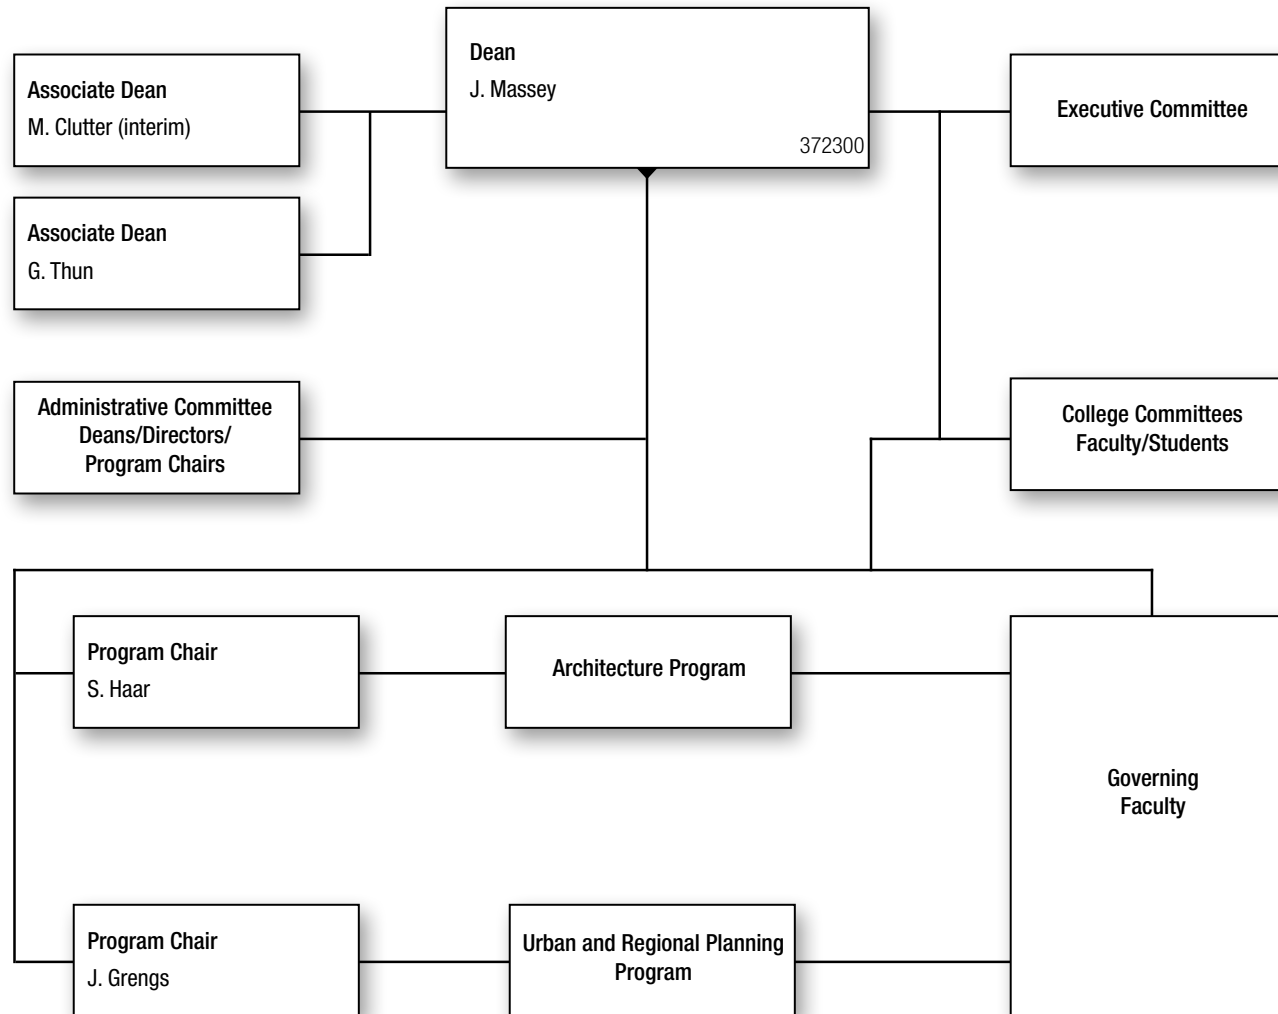 Dean
J. Massey
372300
Associate Dean
M. Clutter (interim)
Executive Committee
Associate Dean
G. Thun
Administrative Committee
Deans/Directors/
Program Chairs
College Committees
Faculty/Students
Program Chair
S. Haar
Architecture Program
Governing
Faculty
Program Chair
J. Grengs
Urban and Regional Planning
Program